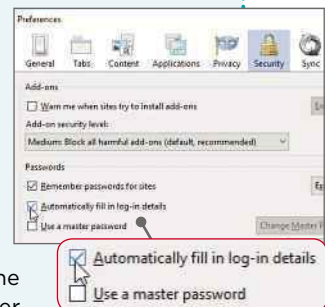 Preferences
General Tabs Content Applications Privacy Security Sync
Add-ons
Warn me when sites try to install add-ons
Add-on security level:
Medium: Block all harmful add-ons (default, recommended)
Passwords
Remember passwords for sites
Automatically fill in log-in details
Use a master password
Change Master
Automatically fill in log-in details
Use a master password